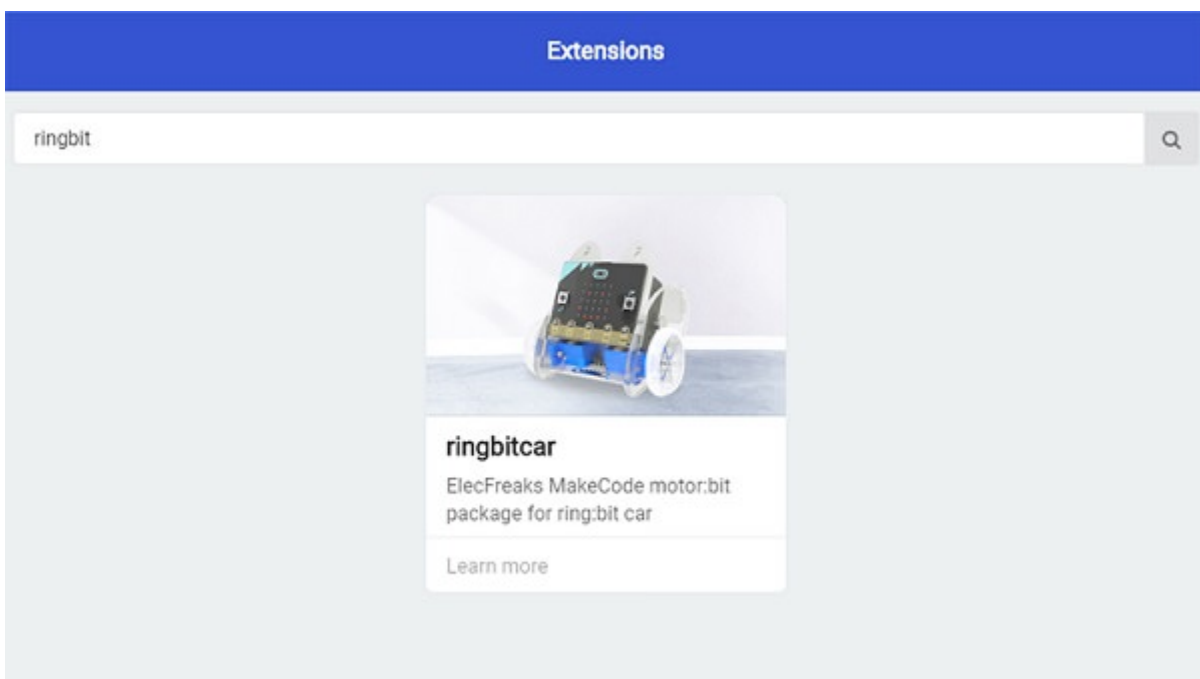 Extensions
ringbit
ringbitcar
ElecFreaks MakeCode motor:bit
package for ring:bit car
Learn more